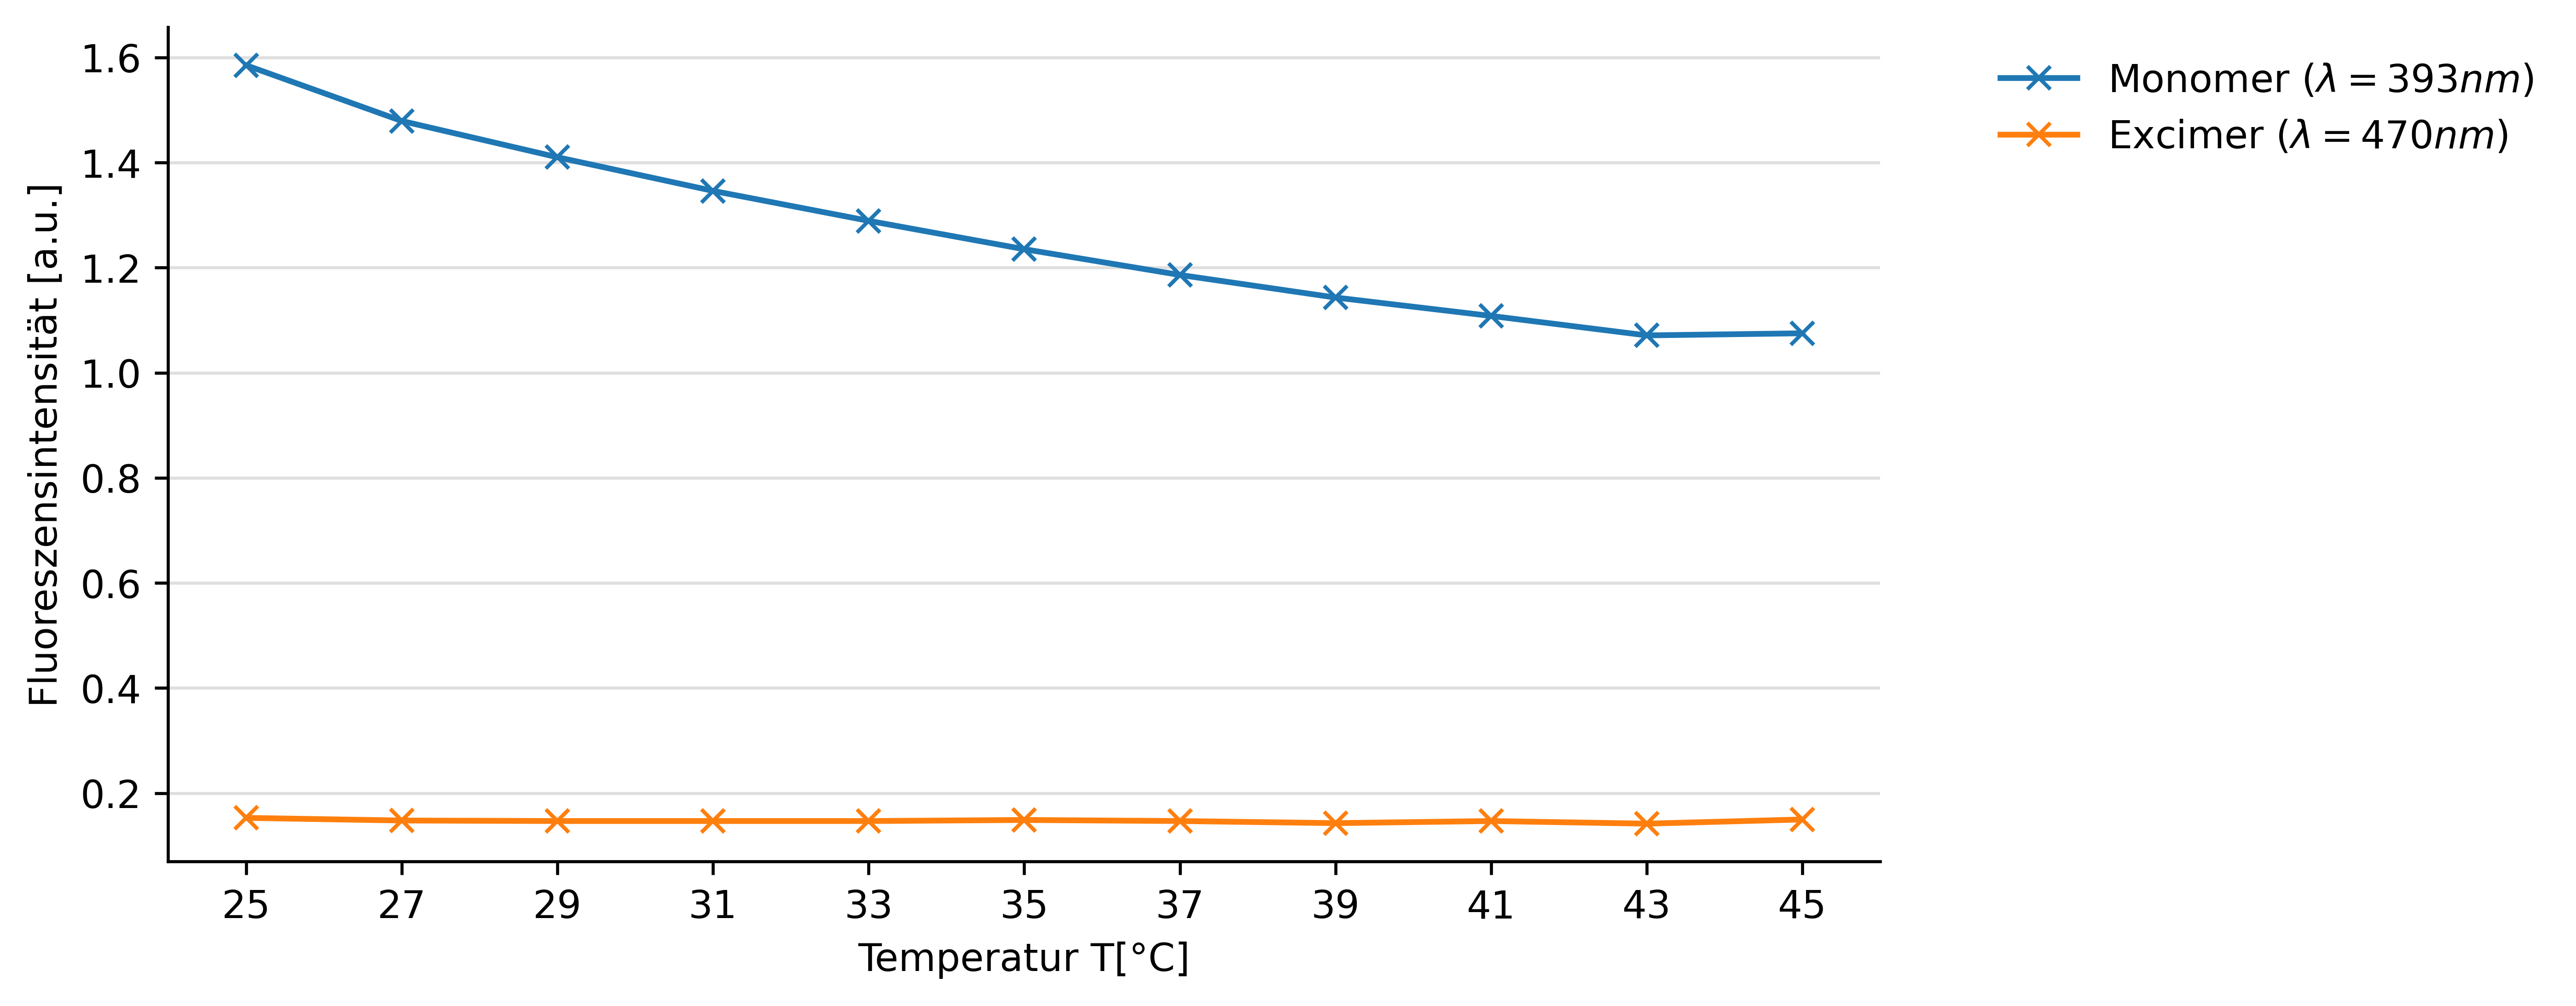 1.6
1.4
1.2
1.0
0.8
0.6
0.4
0.2
Fluoreszensintensität [a.u.]
25 27 29 31 33 35 37 39 41 43 45
Temperatur T[°C]
Monomer (λ = 393nm)
Excimer (λ = 470nm)